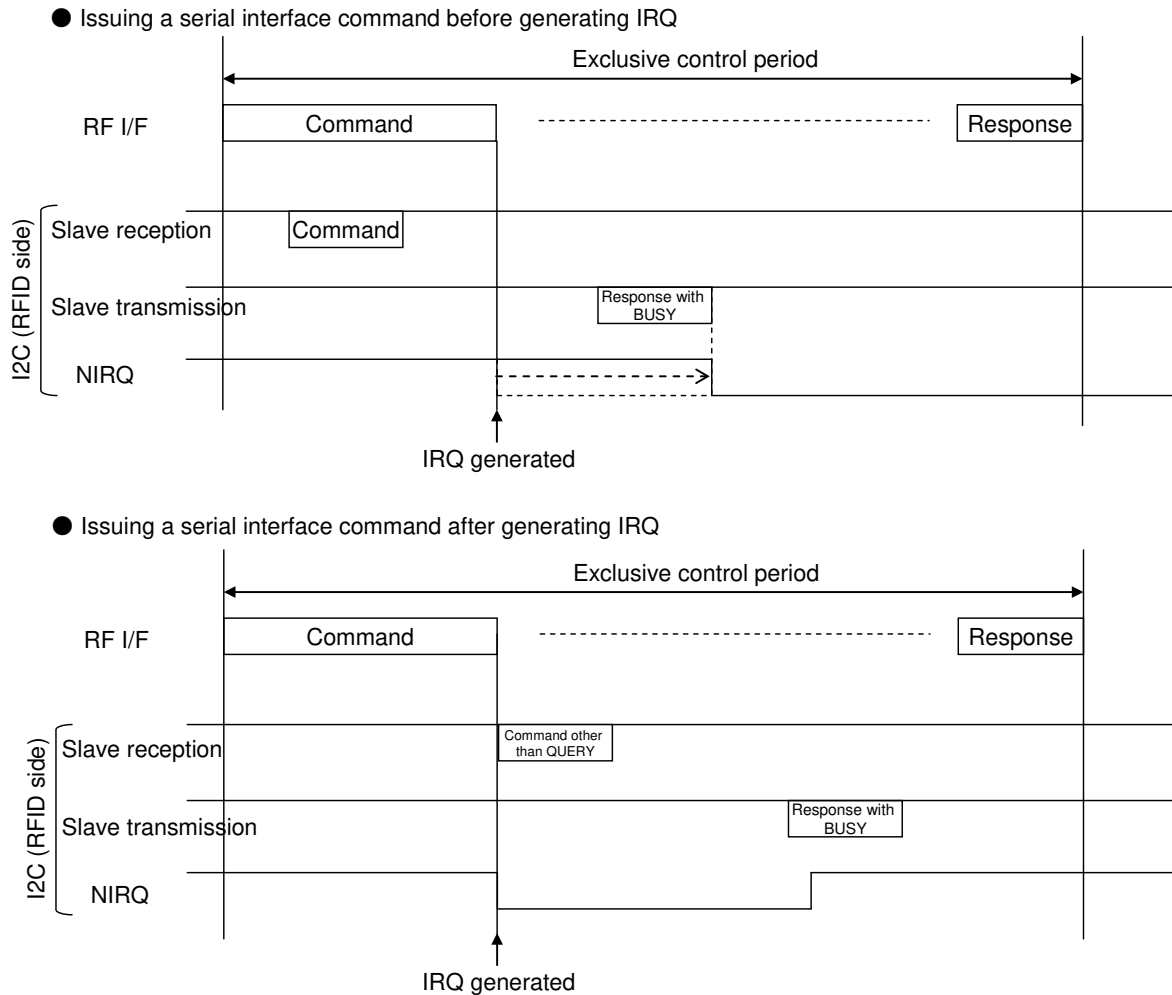 ● Issuing a serial interface command before generating IRQ
Exclusive control period
RF I/F
Command
Response
I2C (RFID side)
Slave reception
Command
Slave transmission
Response with
BUSY
NIRQ
IRQ generated
● Issuing a serial interface command after generating IRQ
Exclusive control period
RF I/F
Command
Response
I2C (RFID side)
Slave reception
Command other
than QUERY
Slave transmission
Response with
BUSY
NIRQ
IRQ generated